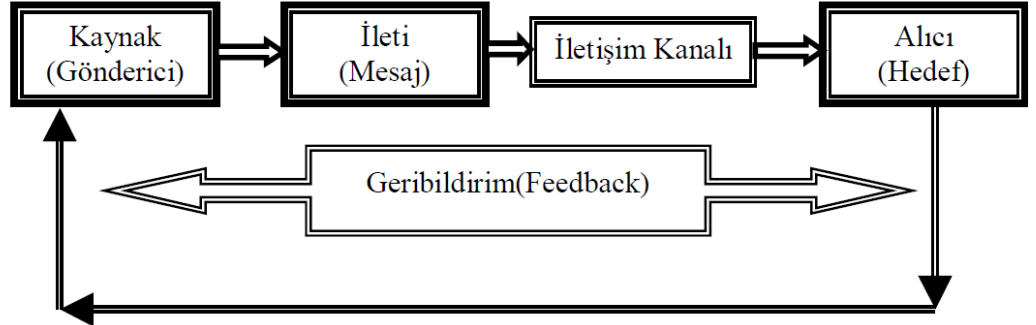 Kaynak
(Gönderici)
İleti
(Mesaj)
İletişim Kanalı
Alıcı
(Hedef)
Geribildirim(Feedback)